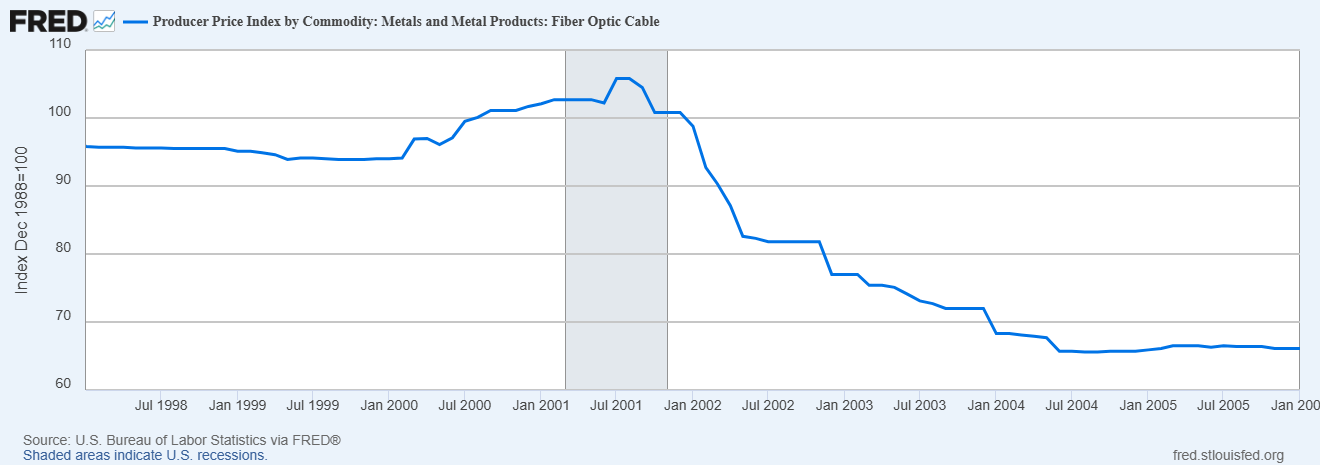 FRED Producer Price Index by Commodity: Metals and Metal Products: Fiber Optic Cable
110
100
90
80
70
60
Index Dec 1988=100
Jul 1998 Jan 1999 Jul 1999 Jan 2000 Jul 2000 Jan 2001 Jul 2001 Jan 2002 Jul 2002 Jan 2003 Jul 2003 Jan 2004 Jul 2004 Jan 2005 Jul 2005 Jan 200
Source: U.S. Bureau of Labor Statistics via FRED®
Shaded areas indicate U.S. recessions.
fred.stlouisfed.org